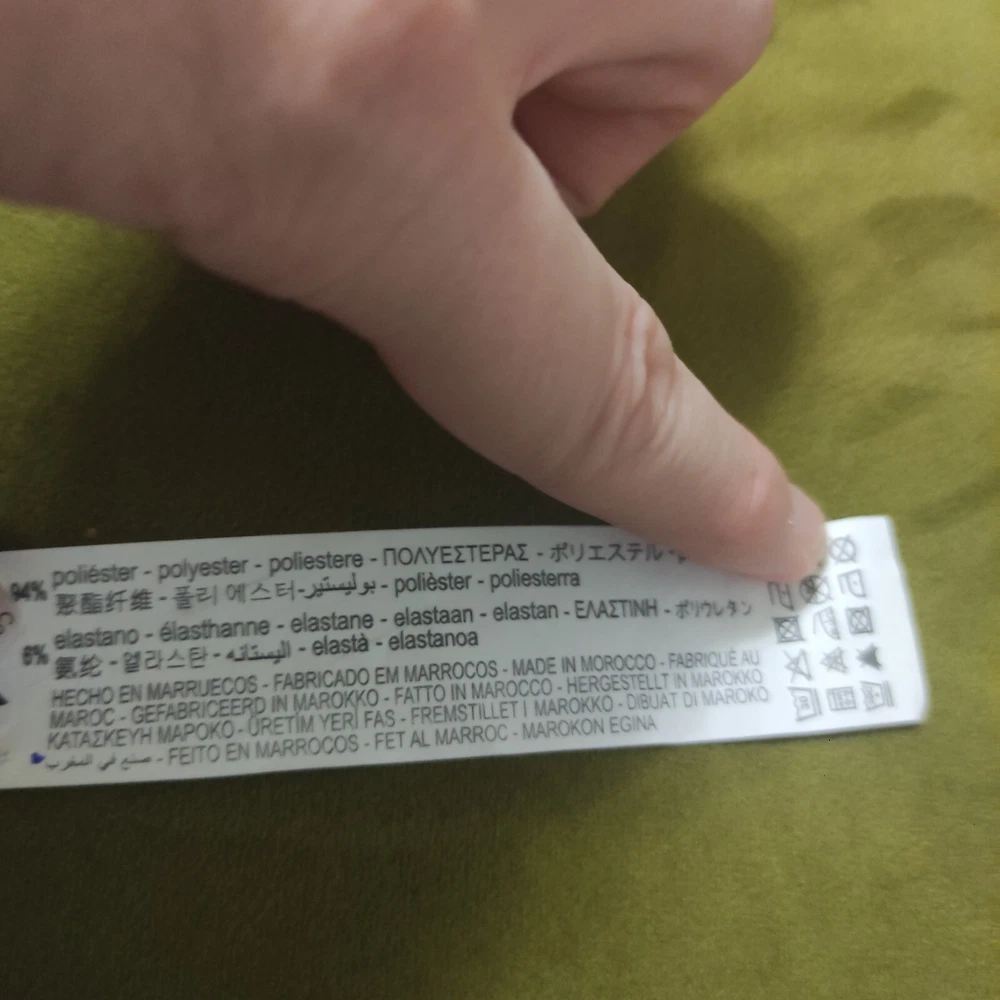 94% poliéster - polyester - poliestere - ΠΟΛΥΕΣΤΕΡΑΣ - ポリエステル -
聚酯纤维 - 폴리에스터 - بوليستير - polièster - poliesterra
6% elastano - élasthanne - elastane - elastaan - elastan - ΕΛΑΣΤΙΝΗ - ポリウレタン
氨纶 - 엘라스탄 - اليستانه - elastà - elastanoa
HECHO EN MARRUECOS - FABRICADO EM MARROCOS - MADE IN MOROCCO - FABRIQUÉ AU
MAROC - GEFABRICEERD IN MAROKKO - FATTO IN MAROCCO - HERGESTELLT IN MAROKKO
ΚΑΤΑΣΚΕΥΗ ΜΑΡΟΚΟ - ÜRETİM YERİ FAS - FREMSTILLET I MAROKKO - DIBUAT DI MAROKO
صنع في المغرب - FEITO EN MARROCOS - FET AL MARROC - MAROKON EGINA